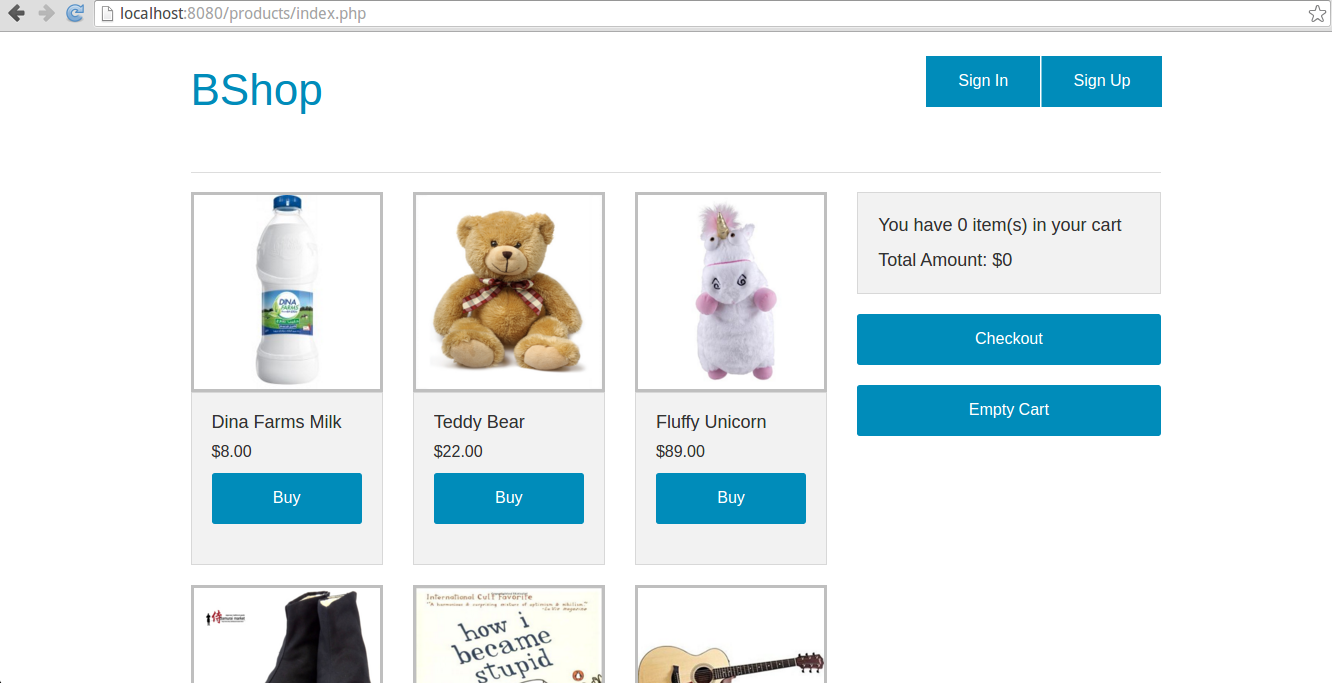 localhost:8080/products/index.php
BShop
Sign In
Sign Up
DINA
FARMS
You have 0 item(s) in your cart
Total Amount: $0
Checkout
Empty Cart
Dina Farms Milk
$8.00
Buy
Teddy Bear
$22.00
Buy
Fluffy Unicorn
$89.00
Buy
侍
International Cult Favorite
how i
became
stupid